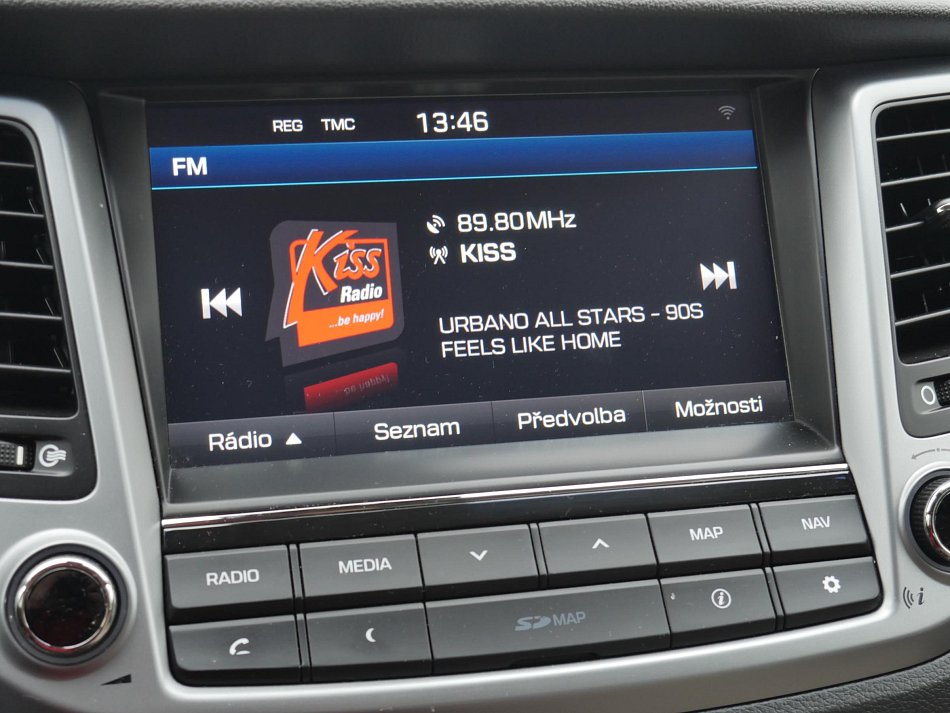 REG TMC 13:46
FM
89.80MHz
KISS
Kiss
Radio
...be happy!
URBANO ALL STARS - 90S
FEELS LIKE HOME
Rádio Seznam Předvolba Možnosti
RADIO MEDIA MAP NAV
SD MAP